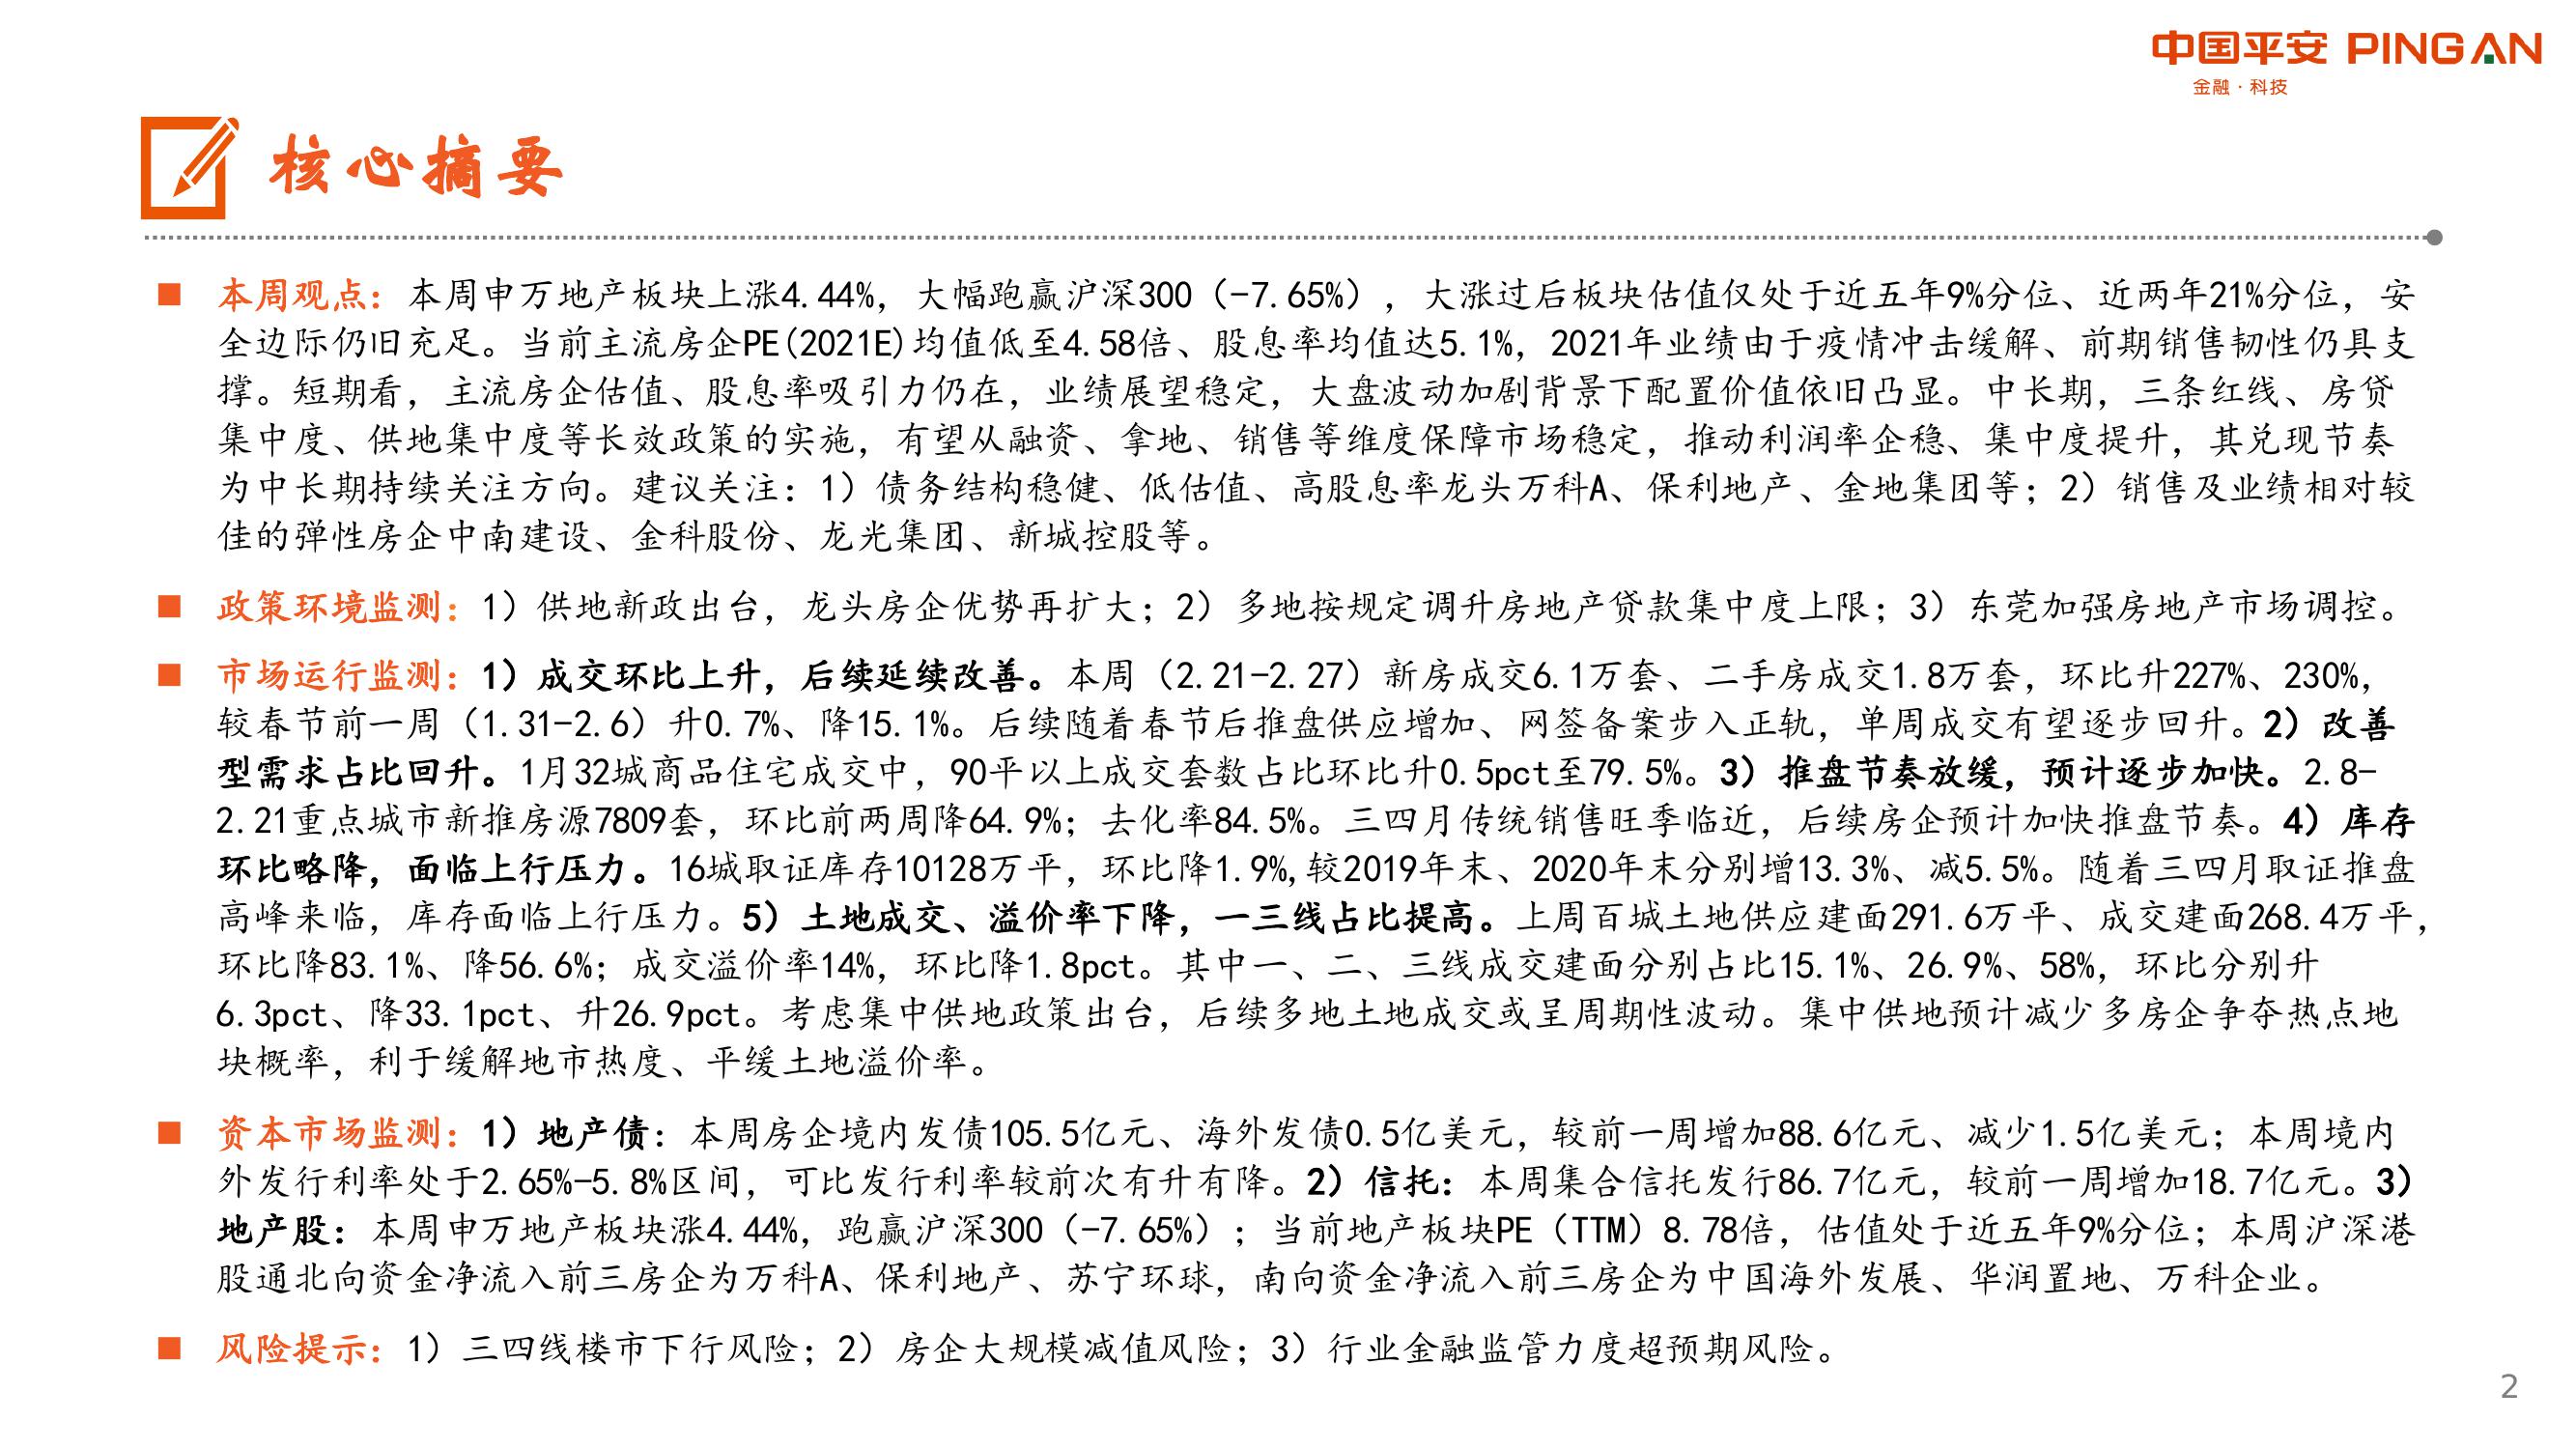 中国平安 PINGAN
金融·科技
核心摘要
■ 本周观点：本周申万地产板块上涨4.44%，大幅跑赢沪深300（-7.65%），大涨过后板块估值仅处于近五年9%分位、近两年21%分位，安
全边际仍旧充足。当前主流房企PE(2021E)均值低至4.58倍、股息率均值达5.1%，2021年业绩由于疫情冲击缓解、前期销售韧性仍具支
撑。短期看，主流房企估值、股息率吸引力仍在，业绩展望稳定，大盘波动加剧背景下配置价值依旧凸显。中长期，三条红线、房贷
集中度、供地集中度等长效政策的实施，有望从融资、拿地、销售等维度保障市场稳定，推动利润率企稳、集中度提升，其兑现节奏
为中长期持续关注方向。建议关注：1）债务结构稳健、低估值、高股息率龙头万科A、保利地产、金地集团等；2）销售及业绩相对较
佳的弹性房企中南建设、金科股份、龙光集团、新城控股等。
■ 政策环境监测：1）供地新政出台，龙头房企优势再扩大；2）多地按规定调升房地产贷款集中度上限；3）东莞加强房地产市场调控。
■ 市场运行监测：1）成交环比上升，后续延续改善。本周（2.21-2.27）新房成交6.1万套、二手房成交1.8万套，环比升227%、230%，
较春节前一周（1.31-2.6）升0.7%、降15.1%。后续随着春节后推盘供应增加、网签备案步入正轨，单周成交有望逐步回升。2）改善
型需求占比回升。1月32城商品住宅成交中，90平以上成交套数占比环比升0.5pct至79.5%。3）推盘节奏放缓，预计逐步加快。2.8-
2.21重点城市新推房源7809套，环比前两周降64.9%；去化率84.5%。三四月传统销售旺季临近，后续房企预计加快推盘节奏。4）库存
环比略降，面临上行压力。16城取证库存10128万平，环比降1.9%,较2019年末、2020年末分别增13.3%、减5.5%。随着三四月取证推盘
高峰来临，库存面临上行压力。5）土地成交、溢价率下降，一三线占比提高。上周百城土地供应建面291.6万平、成交建面268.4万平，
环比降83.1%、降56.6%；成交溢价率14%，环比降1.8pct。其中一、二、三线成交建面分别占比15.1%、26.9%、58%，环比分别升
6.3pct、降33.1pct、升26.9pct。考虑集中供地政策出台，后续多地土地成交或呈周期性波动。集中供地预计减少多房企争夺热点地
块概率，利于缓解地市热度、平缓土地溢价率。
■ 资本市场监测：1）地产债：本周房企境内发债105.5亿元、海外发债0.5亿美元，较前一周增加88.6亿元、减少1.5亿美元；本周境内
外发行利率处于2.65%-5.8%区间，可比发行利率较前次有升有降。2）信托：本周集合信托发行86.7亿元，较前一周增加18.7亿元。3）
地产股：本周申万地产板块涨4.44%，跑赢沪深300（-7.65%）；当前地产板块PE（TTM）8.78倍，估值处于近五年9%分位；本周沪深港
股通北向资金净流入前三房企为万科A、保利地产、苏宁环球，南向资金净流入前三房企为中国海外发展、华润置地、万科企业。
■ 风险提示：1）三四线楼市下行风险；2）房企大规模减值风险；3）行业金融监管力度超预期风险。
2